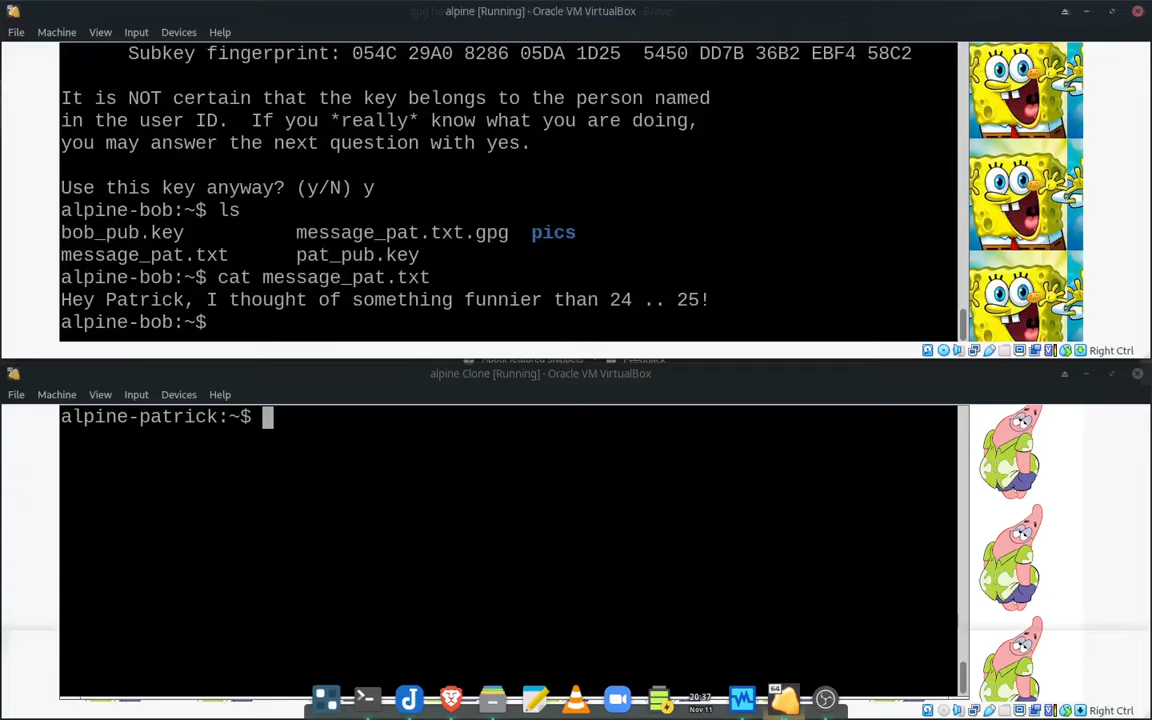 alpine [Running] - Oracle VM VirtualBox
File Machine View Input Devices Help
Subkey fingerprint: 054C 29A0 8286 05DA 1D25 5450 DD7B 36B2 EBF4 58C2
It is NOT certain that the key belongs to the person named
in the user ID. If you *really* know what you are doing,
you may answer the next question with yes.
Use this key anyway? (y/N) y
alpine-bob:~$ ls
bob_pub.key message_pat.txt.gpg pics
message_pat.txt pat_pub.key
alpine-bob:~$ cat message_pat.txt
Hey Patrick, I thought of something funnier than 24 .. 25!
alpine-bob:~$
Right Ctrl
alpine Clone [Running] - Oracle VM VirtualBox
File Machine View Input Devices Help
alpine-patrick:~$
64
20:37
Nov 11
Right Ctrl